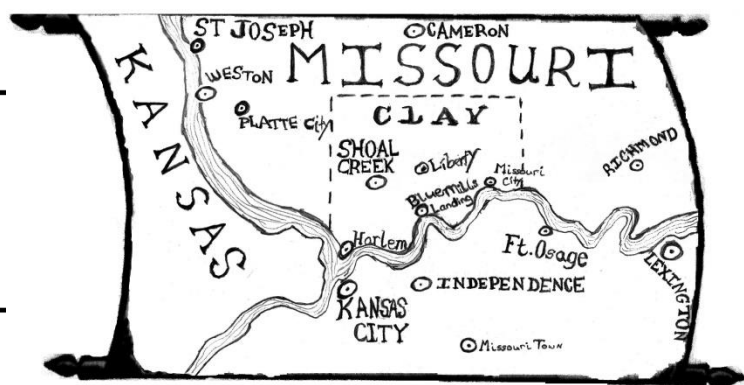 ST JOSEPH
CAMERON
MISSOURI
KANSAS
WESTON
PLATTE City
CLAY
SHOAL
CREEK
Liberty
Missouri
City
RICHMOND
BlueMills
Landing
Harlem
Ft. Osage
LEXINGTON
INDEPENDENCE
KANSAS
CITY
Missouri Town